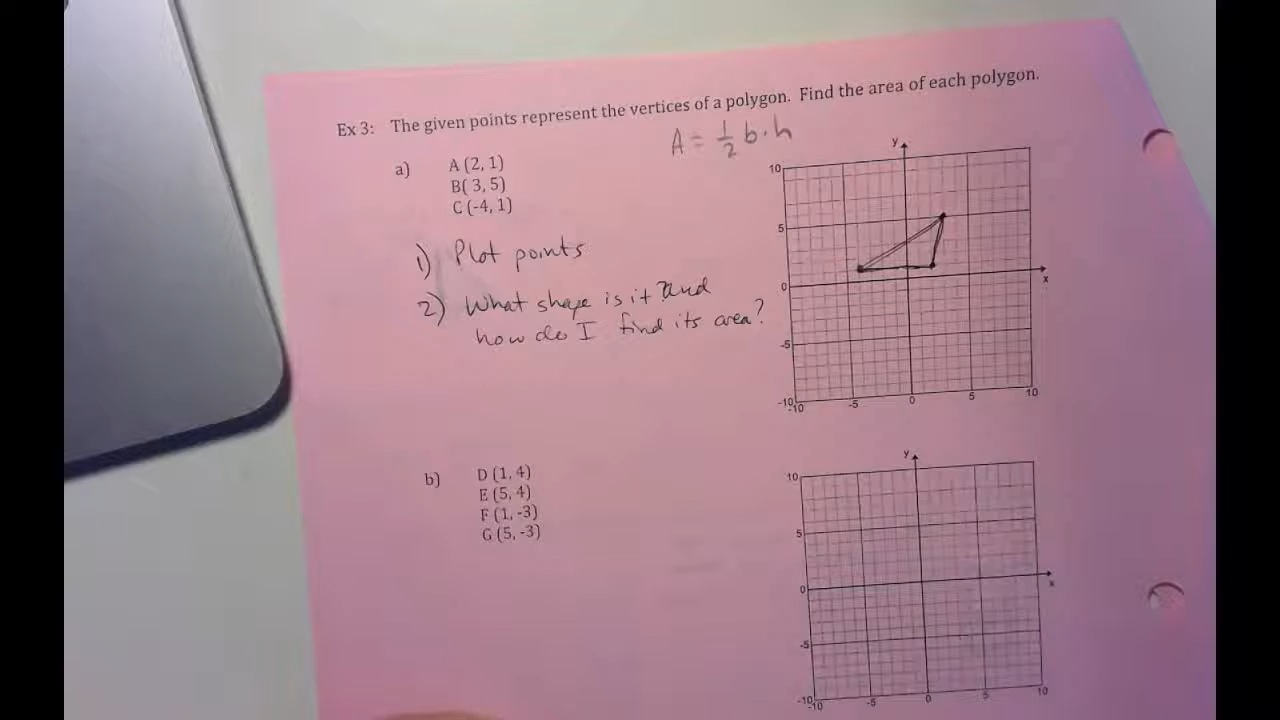 Ex 3: The given points represent the vertices of a polygon. Find the area of each polygon.
A = 1/2 b · h
a) A (2, 1)
B( 3, 5)
C (-4, 1)
1) Plot points
2) What shape is it? and
how do I find its area?
y
10
5
0
-5
-10
-10 -5 0 5 10
x
b) D (1, 4)
E (5, 4)
F (1, -3)
G (5, -3)
y
10
5
0
-5
-10
-10 -5 0 5 10
x